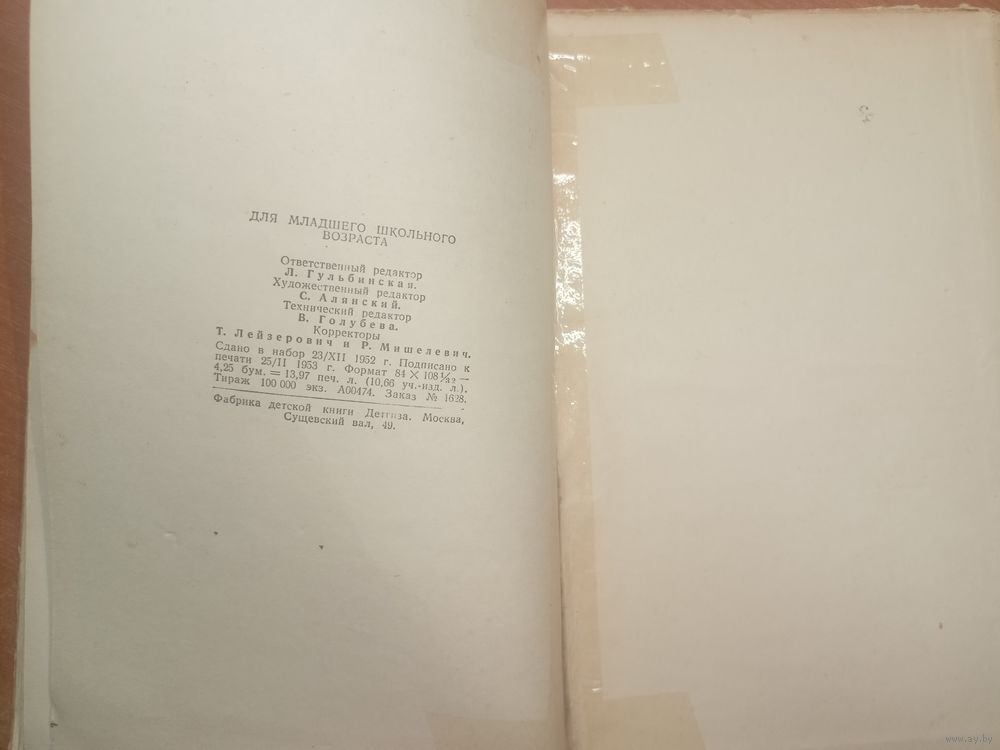 ДЛЯ МЛАДШЕГО ШКОЛЬНОГО
ВОЗРАСТА
Ответственный редактор
Л. Гульбинская.
Художественный редактор
С. Алянский.
Технический редактор
В. Голубева.
Корректоры
Т. Лейзерович и Р. Мишелевич.
Сдано в набор 23/XII 1952 г. Подписано к
печати 25/II 1953 г. Формат 84 × 108 1/32 —
4,25 бум. = 13,97 печ. л. (10,66 уч.-изд. л.).
Тираж 100 000 экз. А00474. Заказ № 1628.
Фабрика детской книги Детгиза. Москва,
Сущевский вал, 49.
www.ay.by